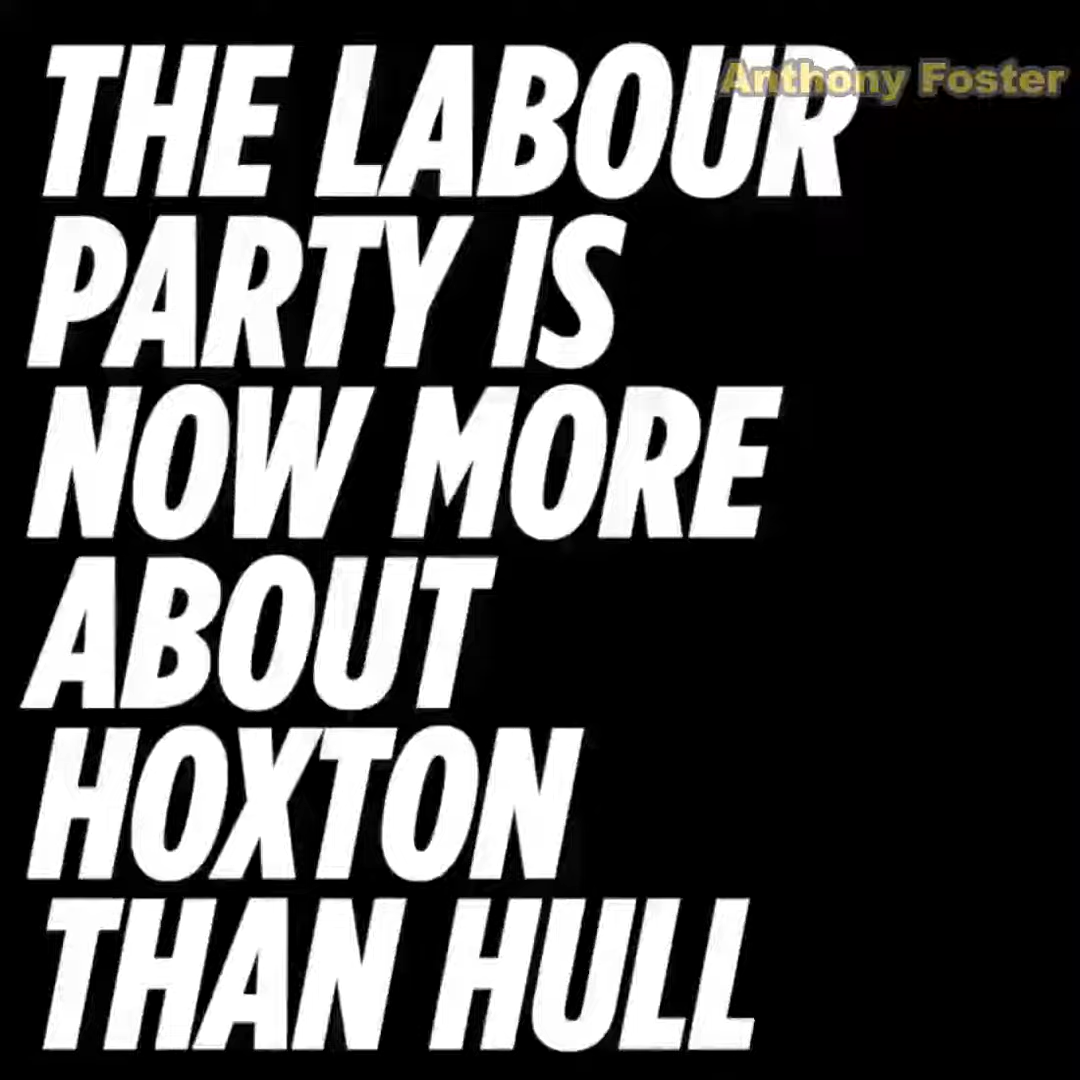 THE LABOUR
Anthony Foster
PARTY IS
NOW MORE
ABOUT
HOXTON
THAN HULL